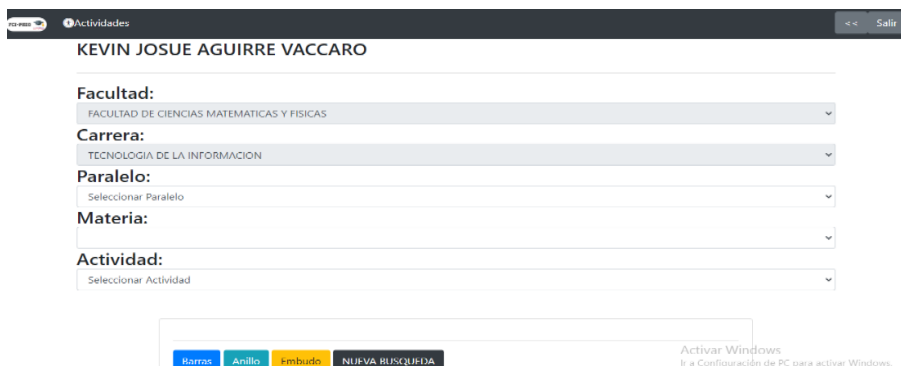 FCI-PIED Actividades << Salir
KEVIN JOSUE AGUIRRE VACCARO
Facultad:
FACULTAD DE CIENCIAS MATEMATICAS Y FISICAS
Carrera:
TECNOLOGIA DE LA INFORMACION
Paralelo:
Seleccionar Paralelo
Materia:
Actividad:
Seleccionar Actividad
Barras Anillo Embudo NUEVA BUSQUEDA
Activar Windows
Ir a Configuración de PC para activar Windows.